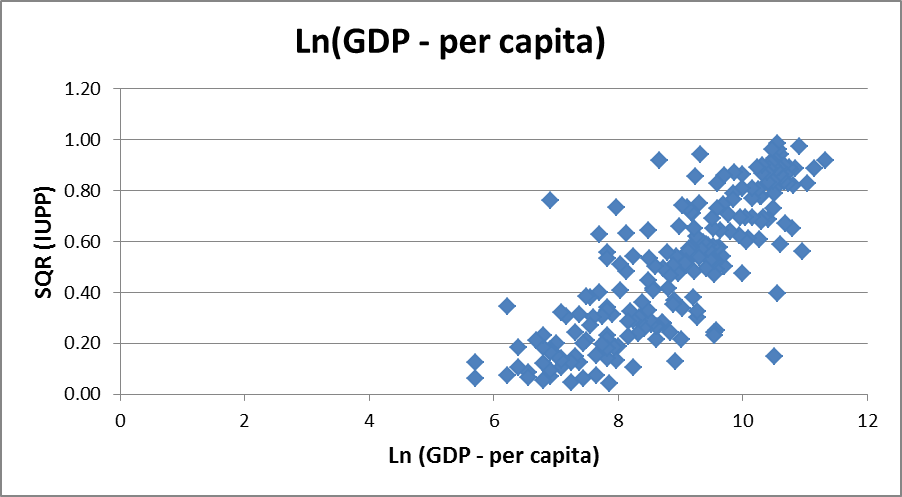 Ln(GDP - per capita)
1.20
1.00
0.80
0.60
0.40
0.20
0.00
SQR (IUPP)
0 2 4 6 8 10 12
Ln (GDP - per capita)